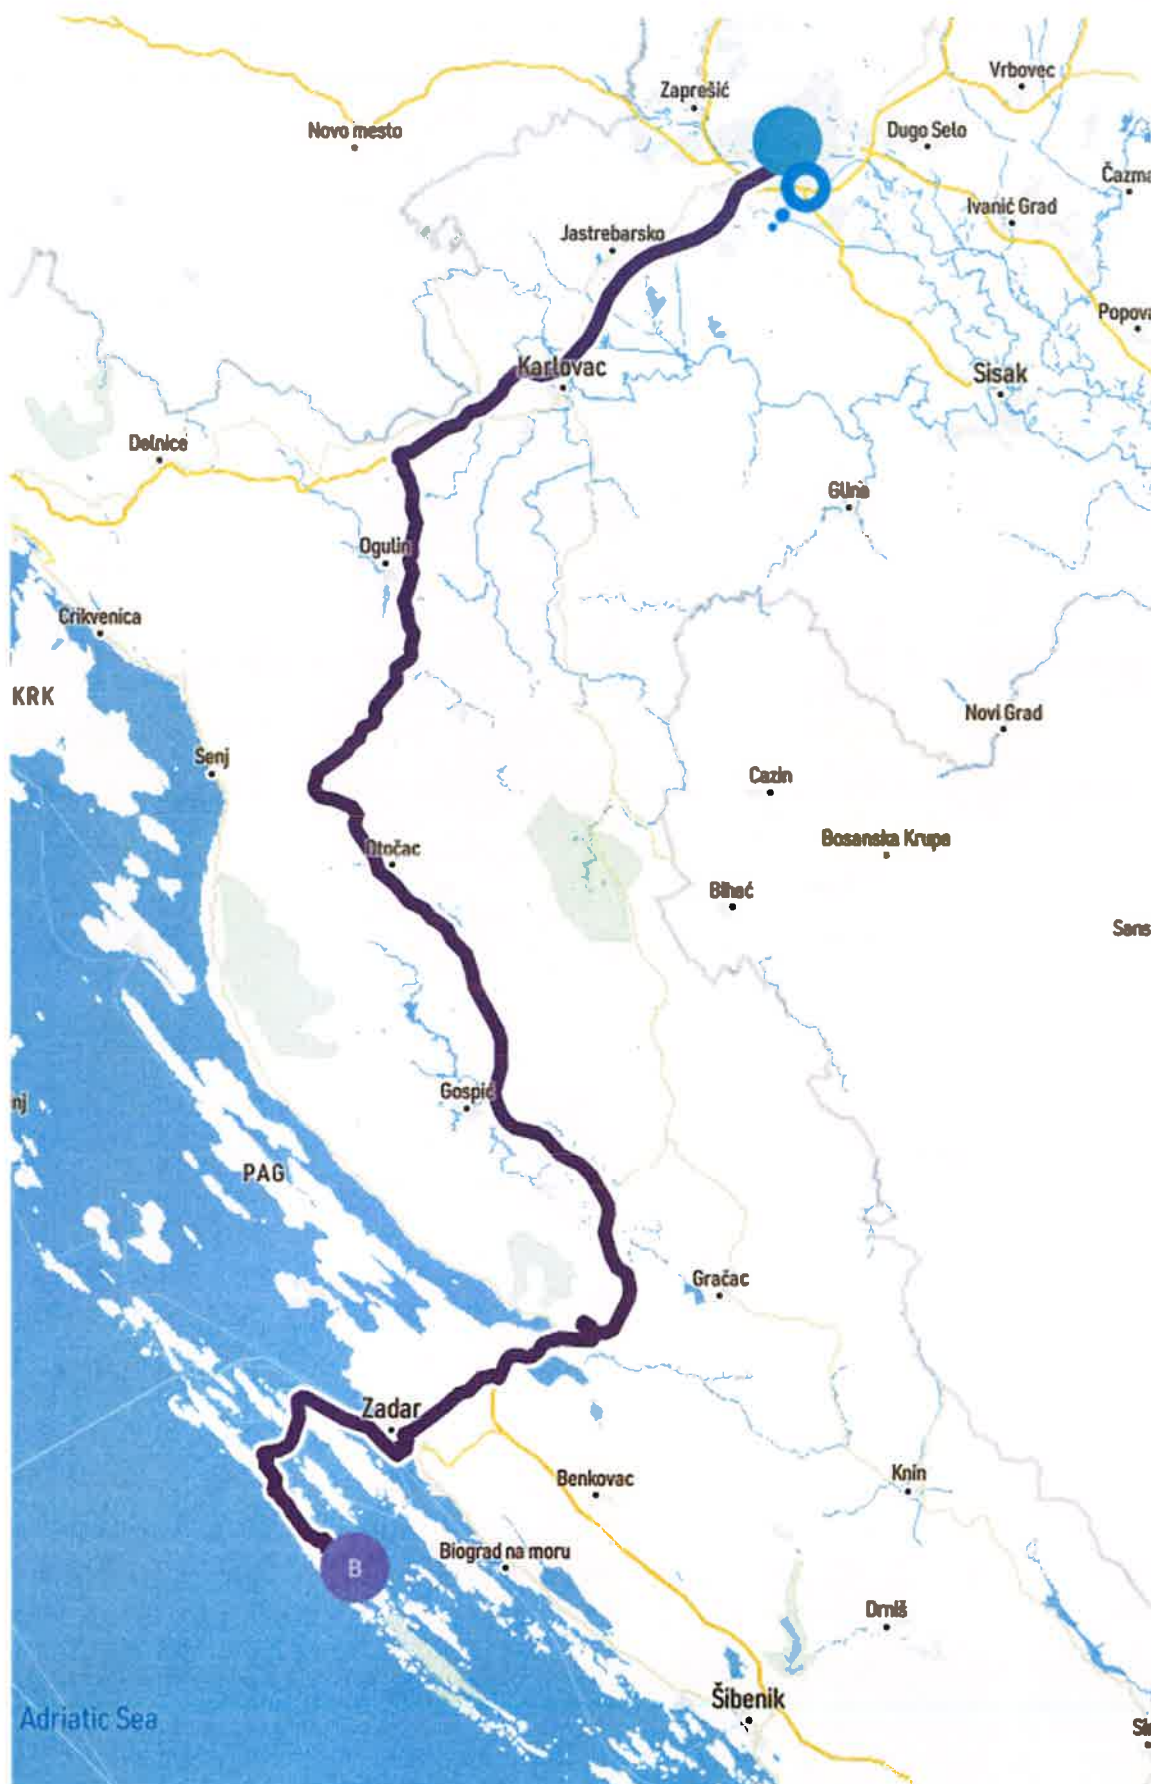 Vrbovec
Zaprešić
Novo mesto
Dugo Selo
Čazma
Ivanić Grad
Jastrebarsko
Popova
Karlovac
Sisak
Delnice
Glina
Ogulin
Crikvenica
KRK
Novi Grad
Senj
Cazin
Bosanska Krupa
Otočac
Bihać
Sans
Gospić
nj
PAG
Gračac
Zadar
Knin
Benkovac
Biograd na moru
B
Drniš
Šibenik
Adriatic Sea